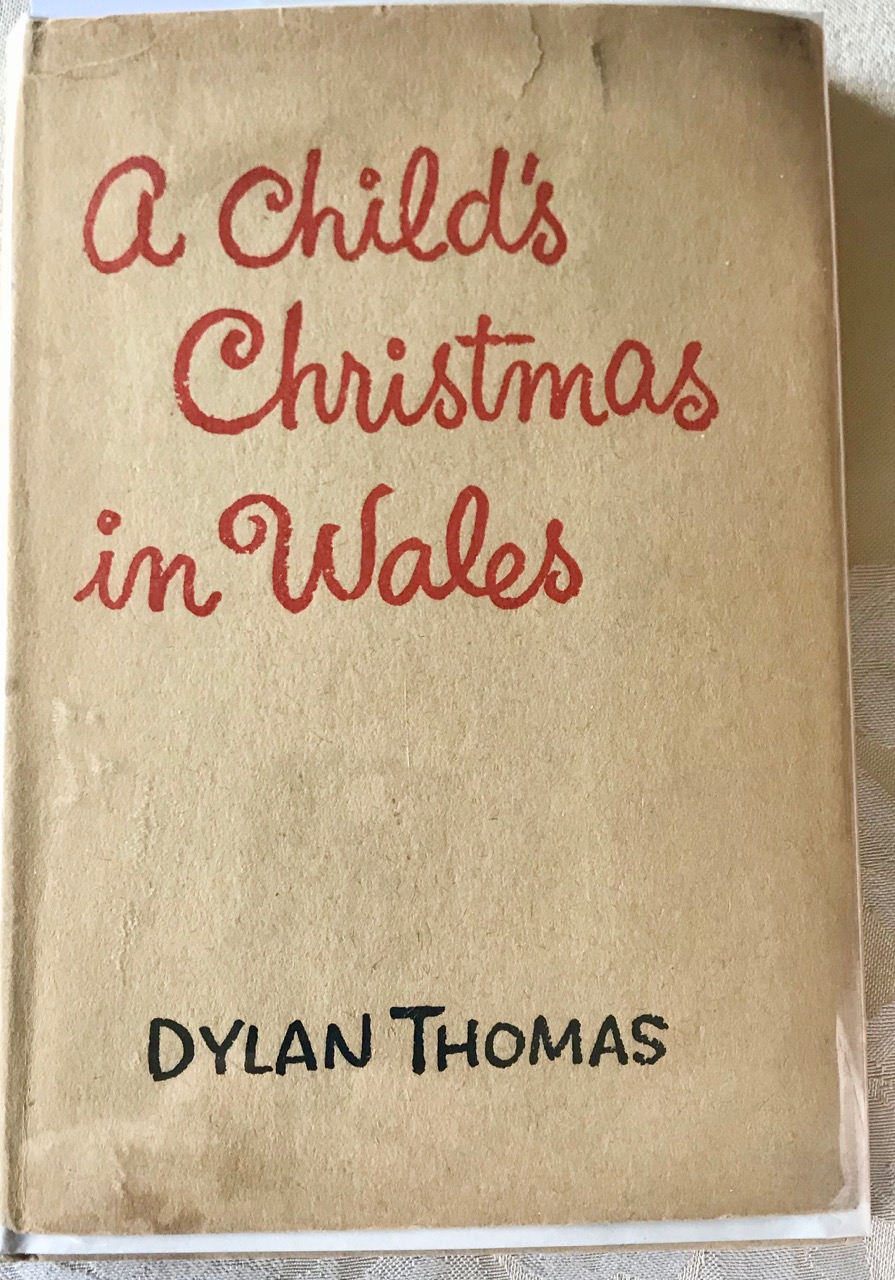 A Child's
Christmas
in Wales
DYLAN THOMAS